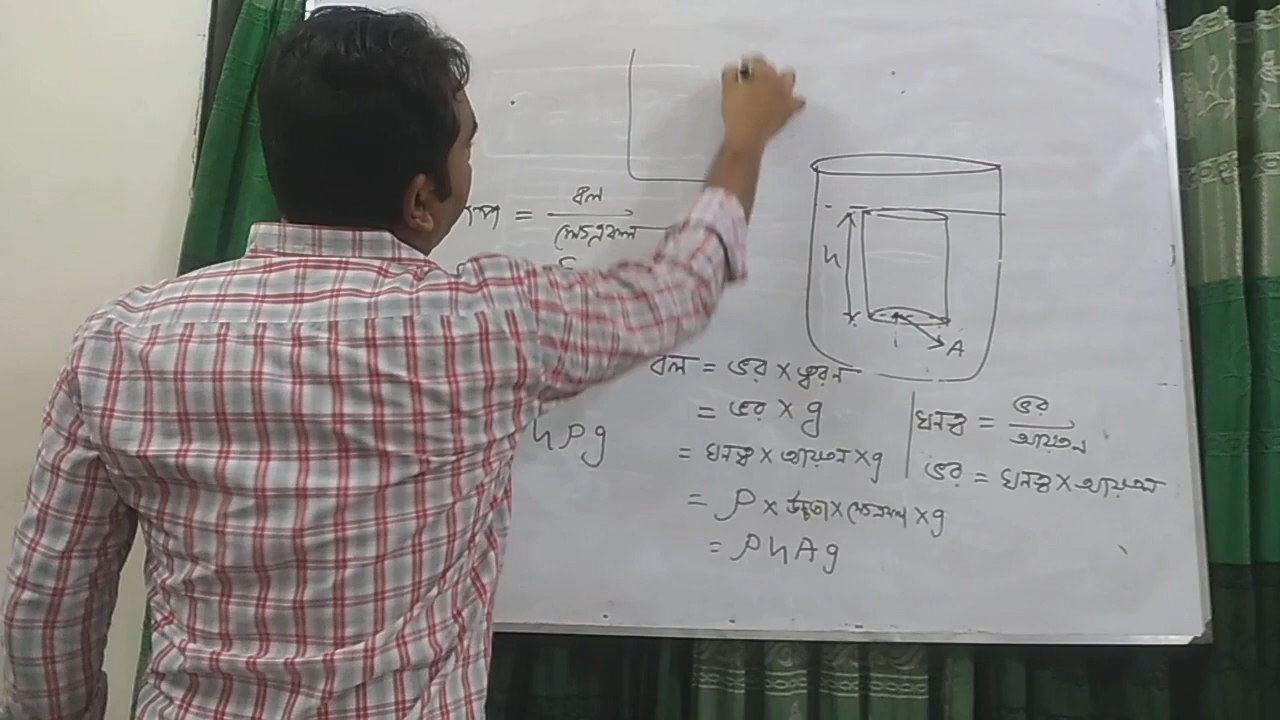 = বল
ক্ষেত্রফল
h
A
বল = ভর × ত্বরন
= ভর × g
= ঘনত্ব × আয়তন × g
= ρ × উচ্চতা × ক্ষেত্রফল × g
= ρhAg
hρg
ঘনত্ব = ভর
আয়তন
ভর = ঘনত্ব × আয়তন